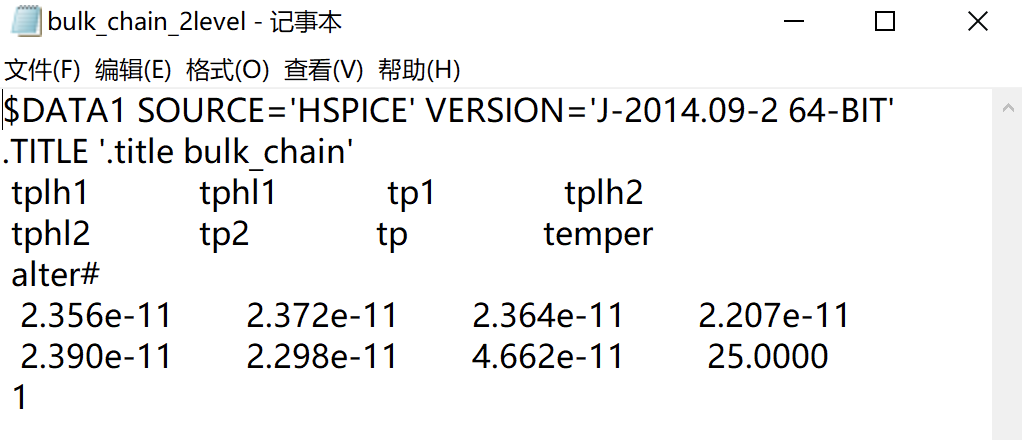 bulk_chain_2level - 记事本
文件(F) 编辑(E) 格式(O) 查看(V) 帮助(H)
$DATA1 SOURCE='HSPICE' VERSION='J-2014.09-2 64-BIT'
.TITLE '.title bulk_chain'
tplh1 tphl1 tp1 tplh2
tphl2 tp2 tp temper
alter#
2.356e-11 2.372e-11 2.364e-11 2.207e-11
2.390e-11 2.298e-11 4.662e-11 25.0000
1